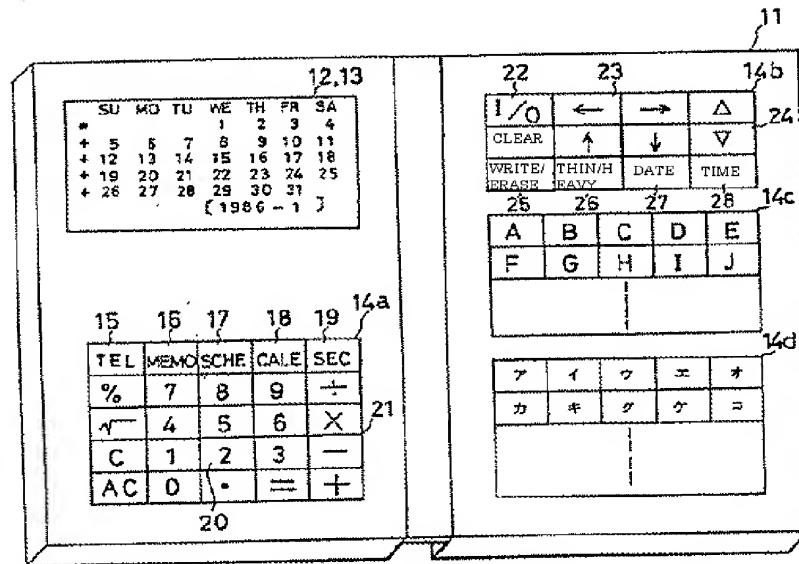 11
12,13
SU MO TU WE TH FR SA
* 1 2 3 4
+ 5 6 7 8 9 10 11
+ 12 13 14 15 16 17 18
+ 19 20 21 22 23 24 25
+ 26 27 28 29 30 31
[1986-1]
15 16 17 18 19 14a
TEL MEMO SCHE. CALE SEC
% 7 8 9 ÷
√ 4 5 6 × 21
C 1 2 3 −
AC 0 · = +
20
22 23 14b
I/O ← → △
24
CLEAR ↑ ↓ ▽
WRITE/ THIN/H DATE TIME
ERASE EAVY
25 26 27 28 14c
A B C D E
F G H I J
14d
ア イ ウ エ オ
カ キ ク ケ コ